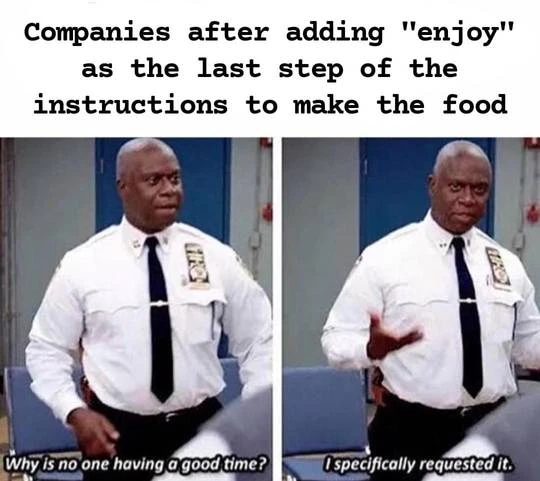 Companies after adding "enjoy"
as the last step of the
instructions to make the food
Why is no one having a good time?
I specifically requested it.